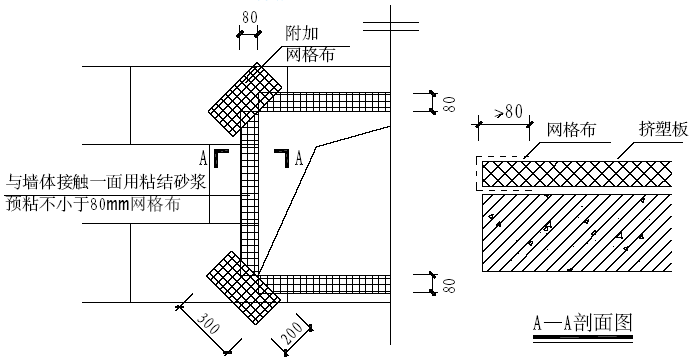 80
附加
网格布
80
≥80
网格布
挤塑板
A
A
与墙体接触一面用粘结砂浆
预粘不小于80mm网格布
80
300
200
A—A剖面图